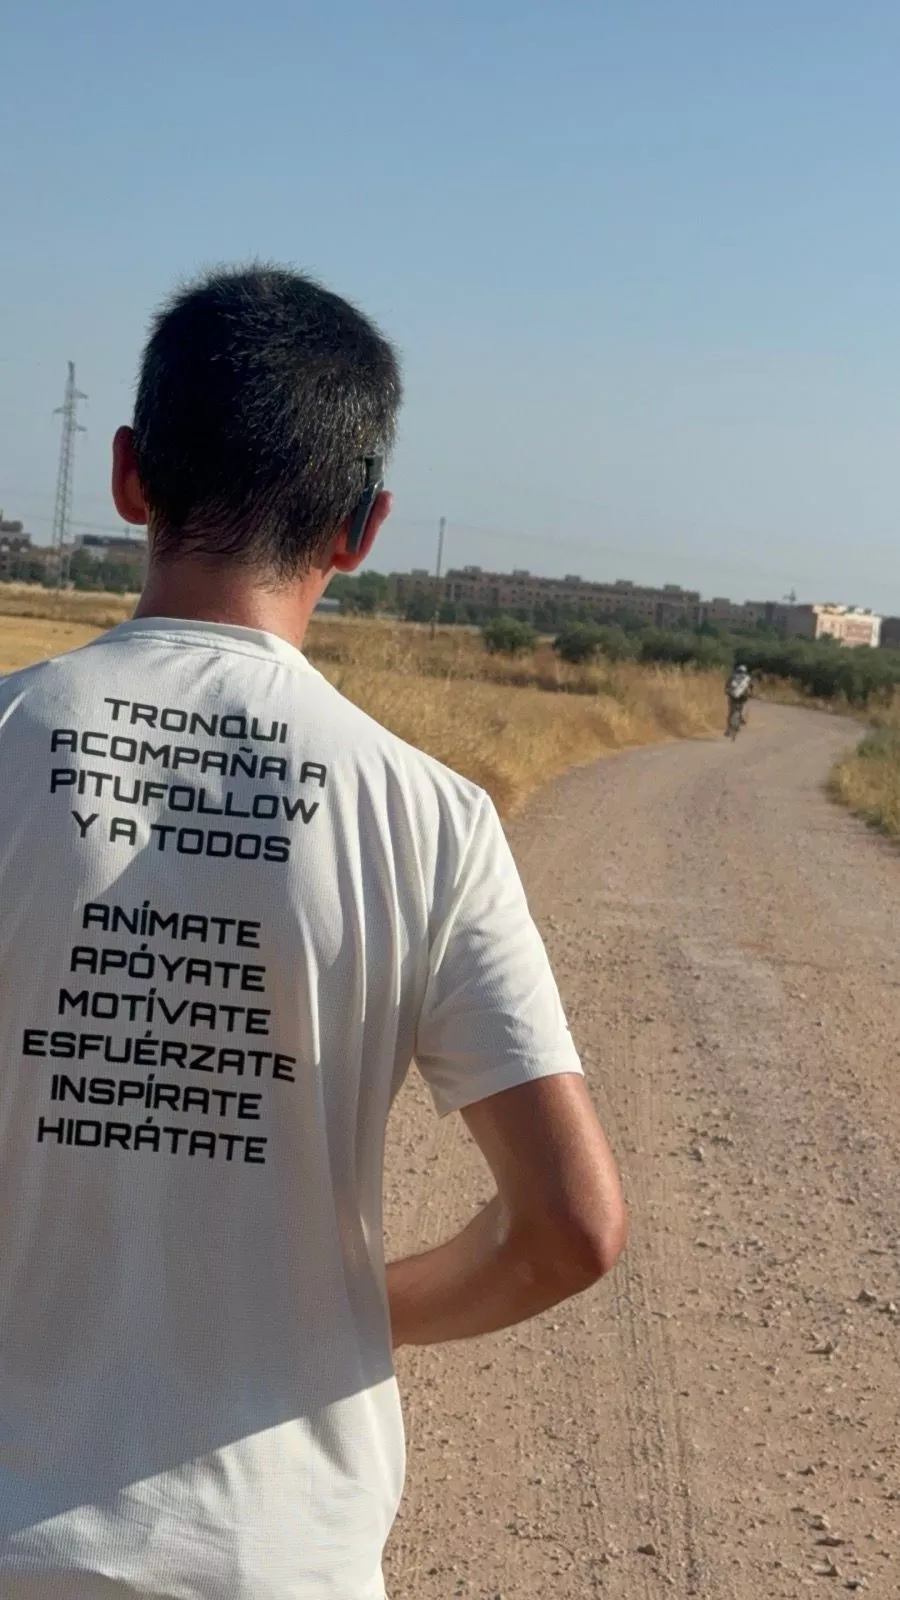 TRONQUI
ACOMPAÑA A
PITUFOLLOW
Y A TODOS
ANÍMATE
APÓYATE
MOTÍVATE
ESFUÉRZATE
INSPÍRATE
HIDRÁTATE